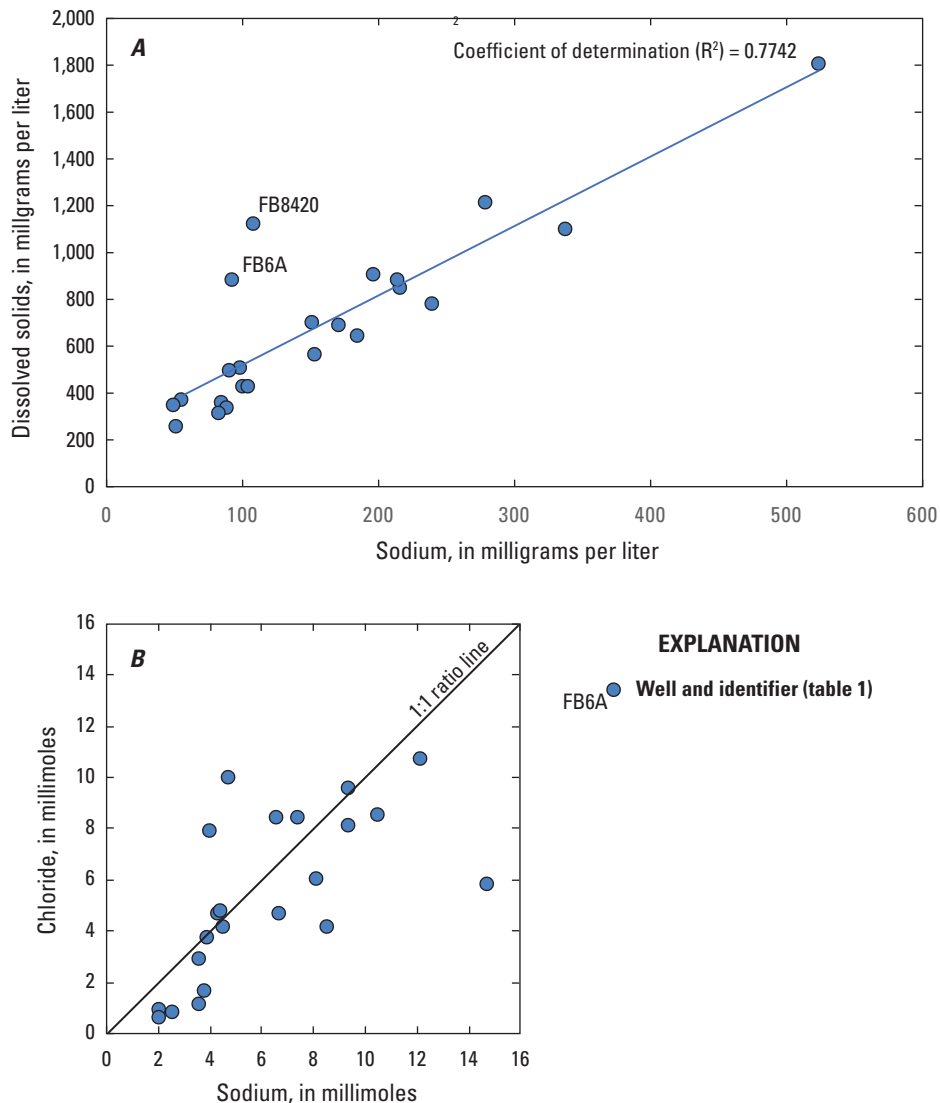 2
A
Coefficient of determination (R²) = 0.7742
2,000
1,800
1,600
1,400
1,200
1,000
800
600
400
200
0
Dissolved solids, in millgrams per liter
FB8420
FB6A
0 100 200 300 400 500 600
Sodium, in milligrams per liter
B
16
14
12
10
8
6
4
2
0
Chloride, in millimoles
1:1 ratio line
0 2 4 6 8 10 12 14 16
Sodium, in millimoles
EXPLANATION
FB6A Well and identifier (table 1)